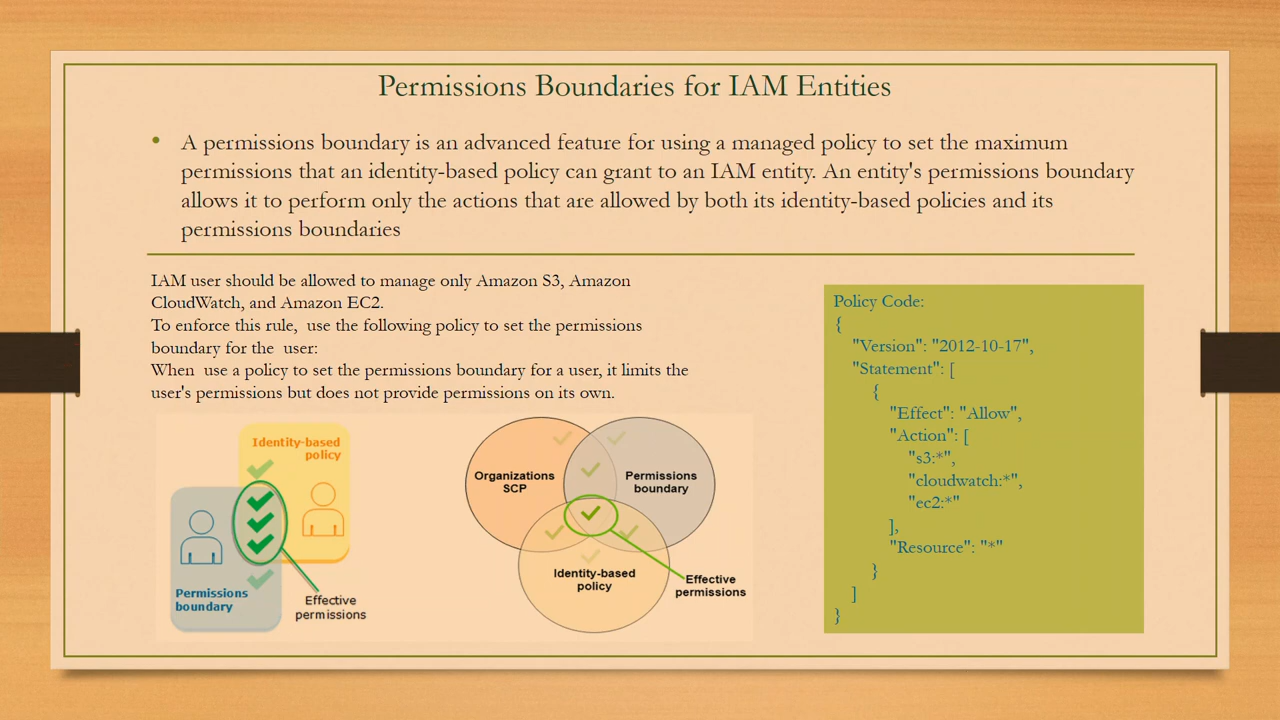 Permissions Boundaries for IAM Entities
• A permissions boundary is an advanced feature for using a managed policy to set the maximum
permissions that an identity-based policy can grant to an IAM entity. An entity's permissions boundary
allows it to perform only the actions that are allowed by both its identity-based policies and its
permissions boundaries
IAM user should be allowed to manage only Amazon S3, Amazon
CloudWatch, and Amazon EC2.
To enforce this rule,  use the following policy to set the permissions
boundary for the  user:
When  use a policy to set the permissions boundary for a user, it limits the
user's permissions but does not provide permissions on its own.
Identity-based
policy
Permissions
boundary
Effective
permissions
Organizations
SCP
Permissions
boundary
Identity-based
policy
Effective
permissions
Policy Code:
{
"Version": "2012-10-17",
"Statement": [
{
"Effect": "Allow",
"Action": [
"s3:*",
"cloudwatch:*",
"ec2:*"
],
"Resource": "*"
}
]
}